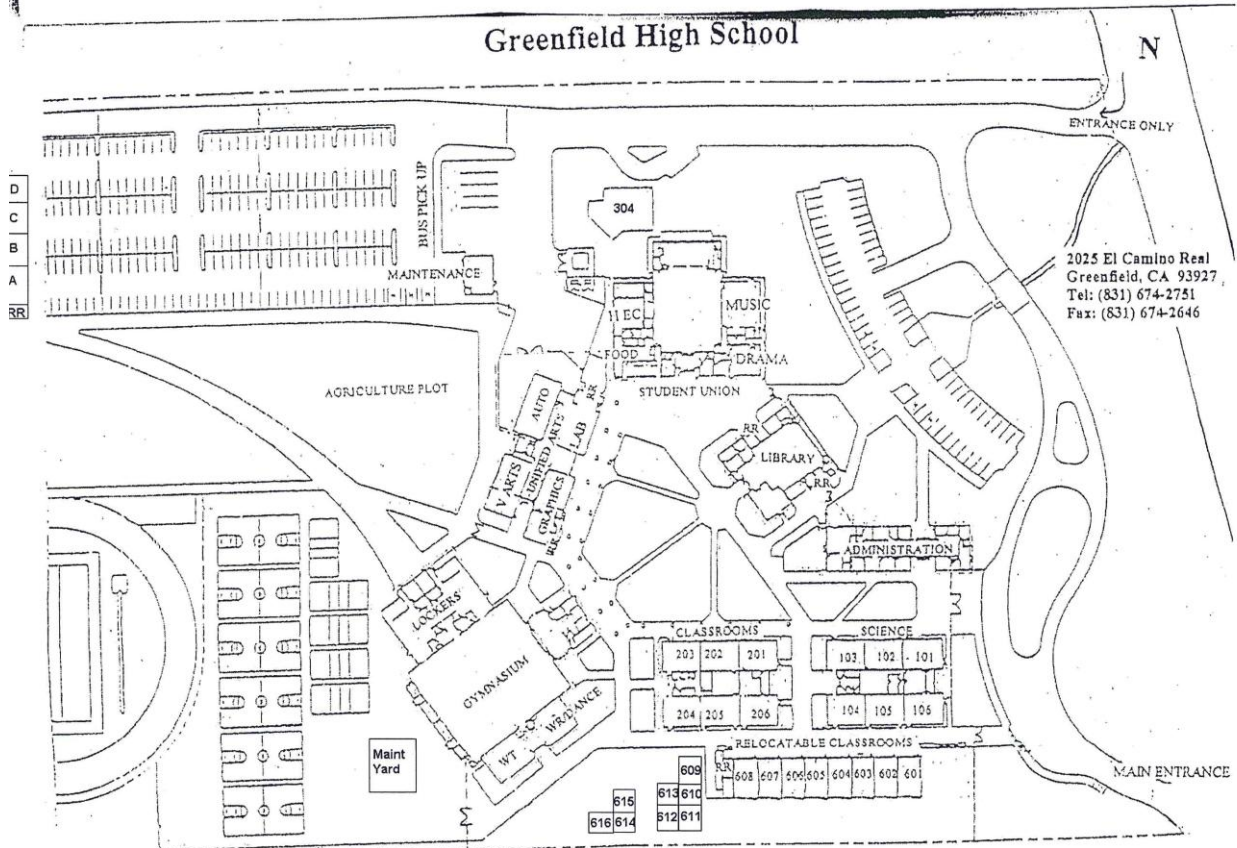 Greenfield High School
N
ENTRANCE ONLY
D
C
B
A
RR
BUS PICK UP
304
2025 El Camino Real
Greenfield, CA 93927
Tel: (831) 674-2751
Fax: (831) 674-2646
MAINTENANCE
HEC
MUSIC
FOOD
DRAMA
STUDENT UNION
AGRICULTURE PLOT
AUTO
RR
UNIFIED ARTS
LAB
V ARTS
GRAPHICS
RR
RR
LIBRARY
RR
ADMINISTRATION
LOCKERS
GYMNASIUM
WR/DANCE
WT
CLASSROOMS
SCIENCE
203 202 201
103 102 101
204 205 206
104 105 106
RELOCATABLE CLASSROOMS
RR
608 607 606 605 604 603 602 601
MAIN ENTRANCE
Maint
Yard
609
613 610
612 611
615
616 614